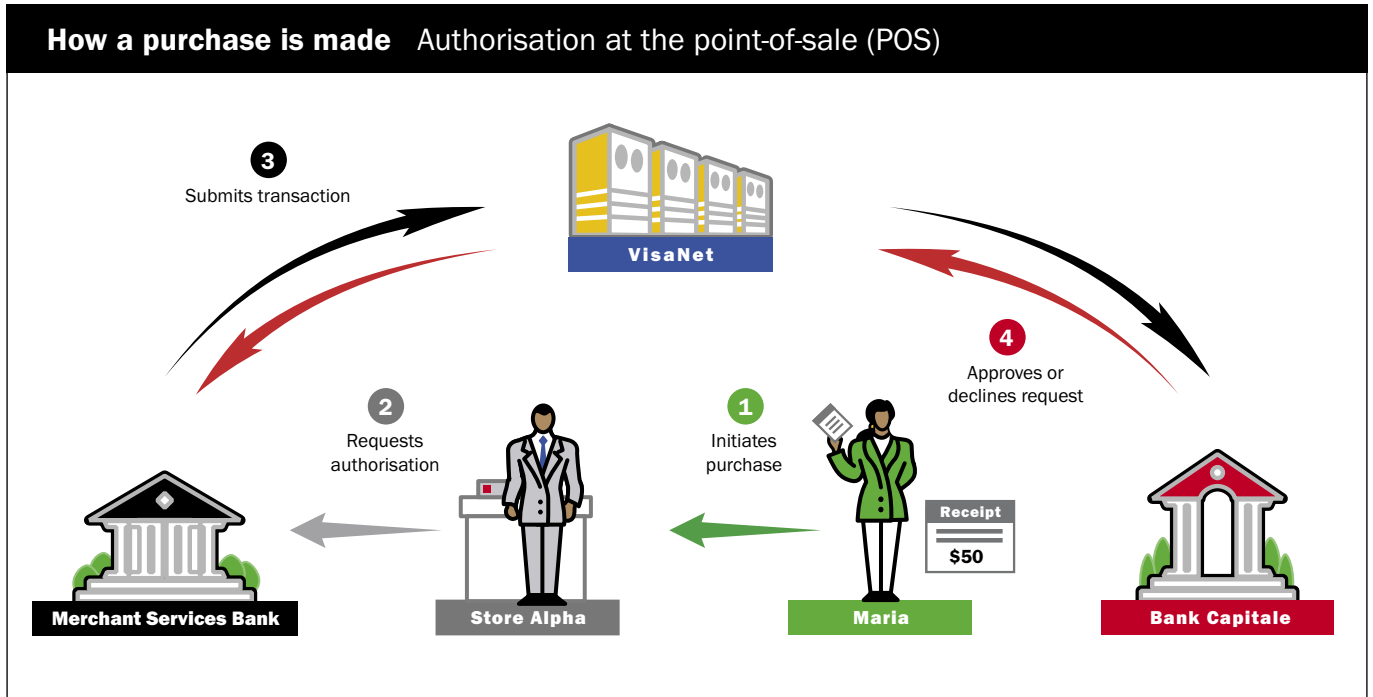 How a purchase is made Authorisation at the point-of-sale (POS)
3
Submits transaction
VisaNet
4
Approves or
declines request
2
Requests
authorisation
1
Initiates
purchase
Receipt
$50
Merchant Services Bank
Store Alpha
Maria
Bank Capitale